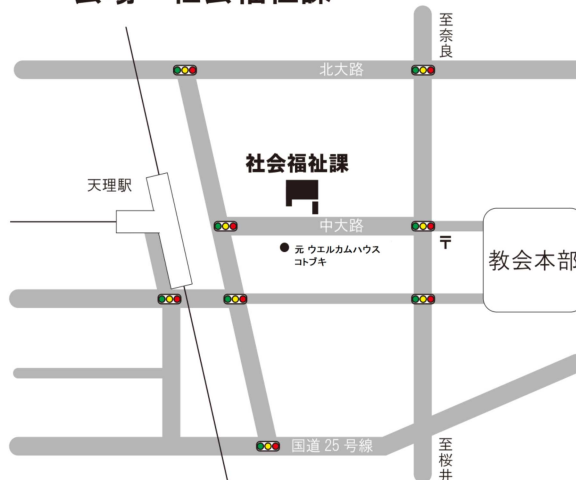 至奈良
北大路
社会福祉課
天理駅
中大路
元 ウエルカムハウス
コトブキ
〒
教会本部
国道25号線
至桜井